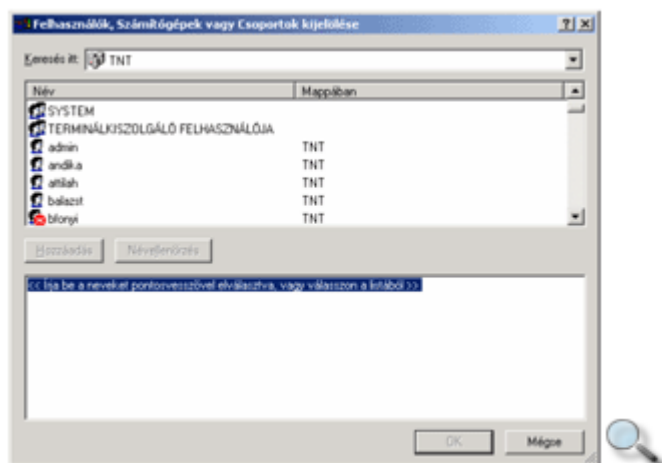 Felhasználók, Számítógépek vagy Csoportok kijelölése
Keresés itt: TNT
Név Mappában
SYSTEM
TERMINÁLKISZOLGÁLÓ FELHASZNÁLÓJA
admin TNT
andika TNT
attilah TNT
balazst TNT
blonyi TNT
Hozzáadás Névellenőrzés
<< Írja be a neveket pontosvesszővel elválasztva, vagy válasszon a listából >>
OK Mégse